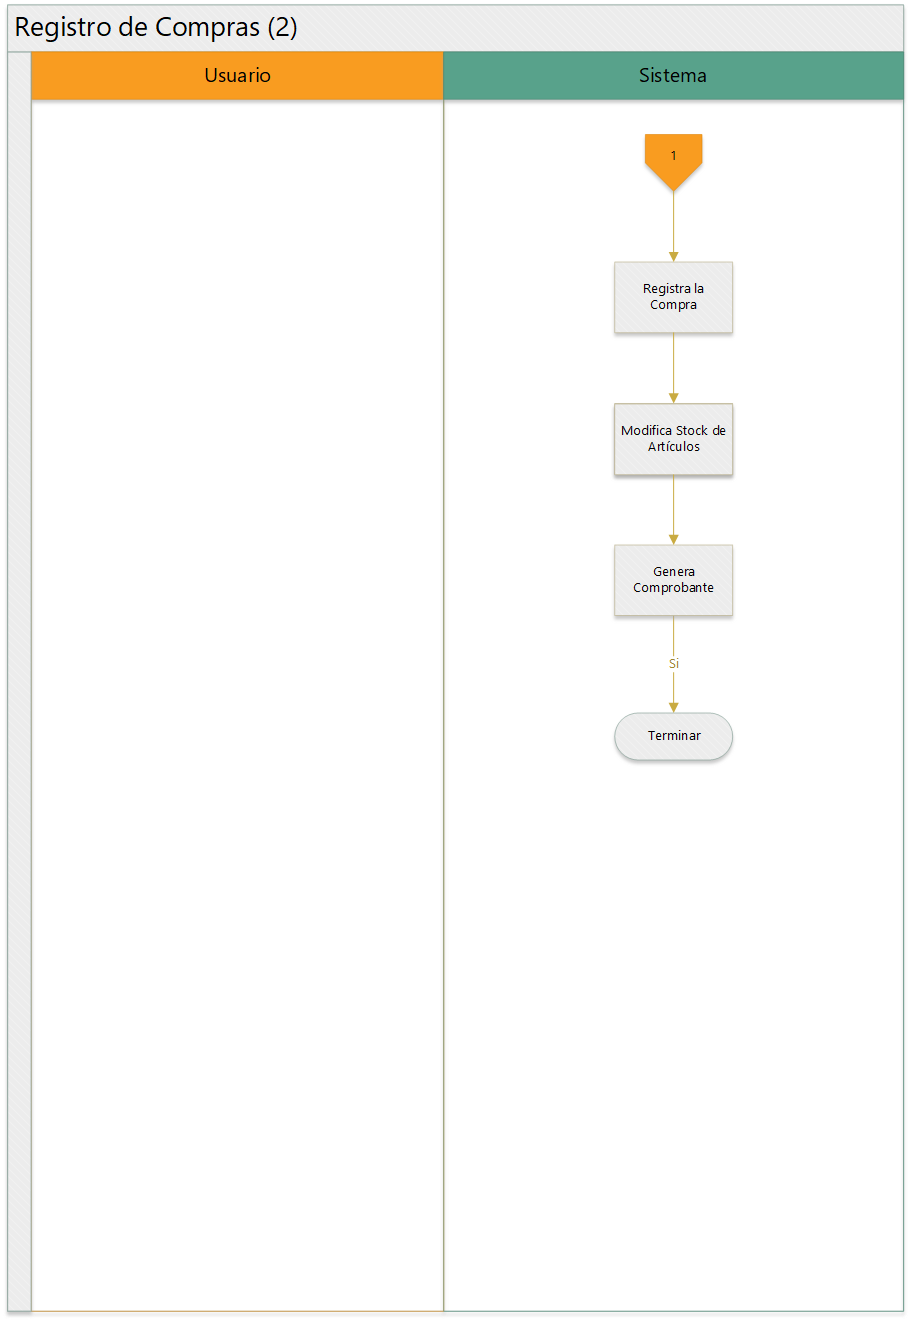 Registro de Compras (2)
Usuario
Sistema
1
Registra la
Compra
Modifica Stock de
Artículos
Genera
Comprobante
Si
Terminar